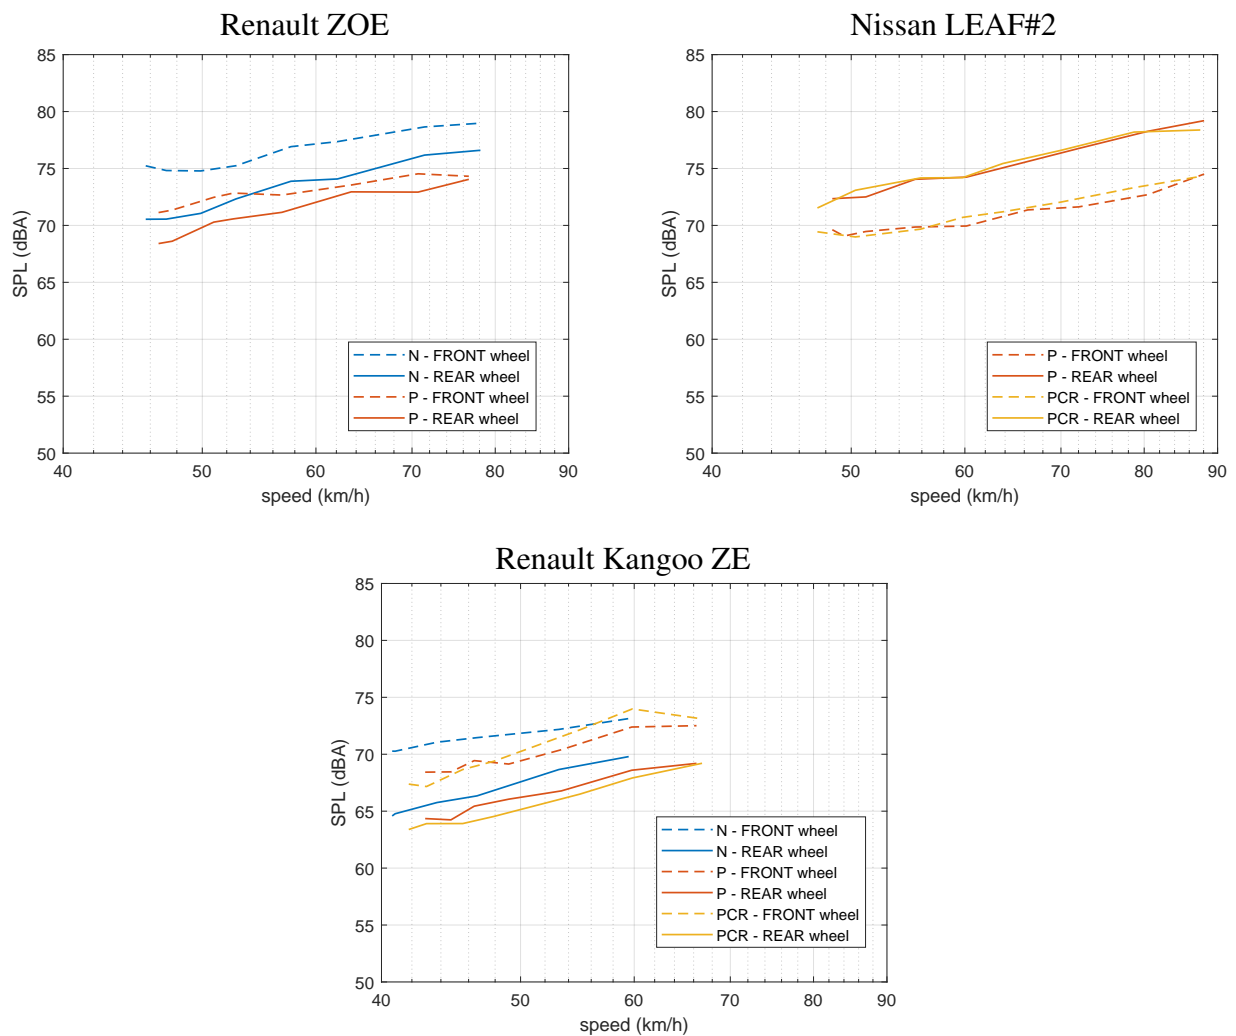 Renault ZOE
85
80
75
70
65
60
55
50
SPL (dBA)
40 50 60 70 80 90
speed (km/h)
N - FRONT wheel
N - REAR wheel
P - FRONT wheel
P - REAR wheel
Nissan LEAF#2
85
80
75
70
65
60
55
50
SPL (dBA)
40 50 60 70 80 90
speed (km/h)
P - FRONT wheel
P - REAR wheel
PCR - FRONT wheel
PCR - REAR wheel
Renault Kangoo ZE
85
80
75
70
65
60
55
50
SPL (dBA)
40 50 60 70 80 90
speed (km/h)
N - FRONT wheel
N - REAR wheel
P - FRONT wheel
P - REAR wheel
PCR - FRONT wheel
PCR - REAR wheel